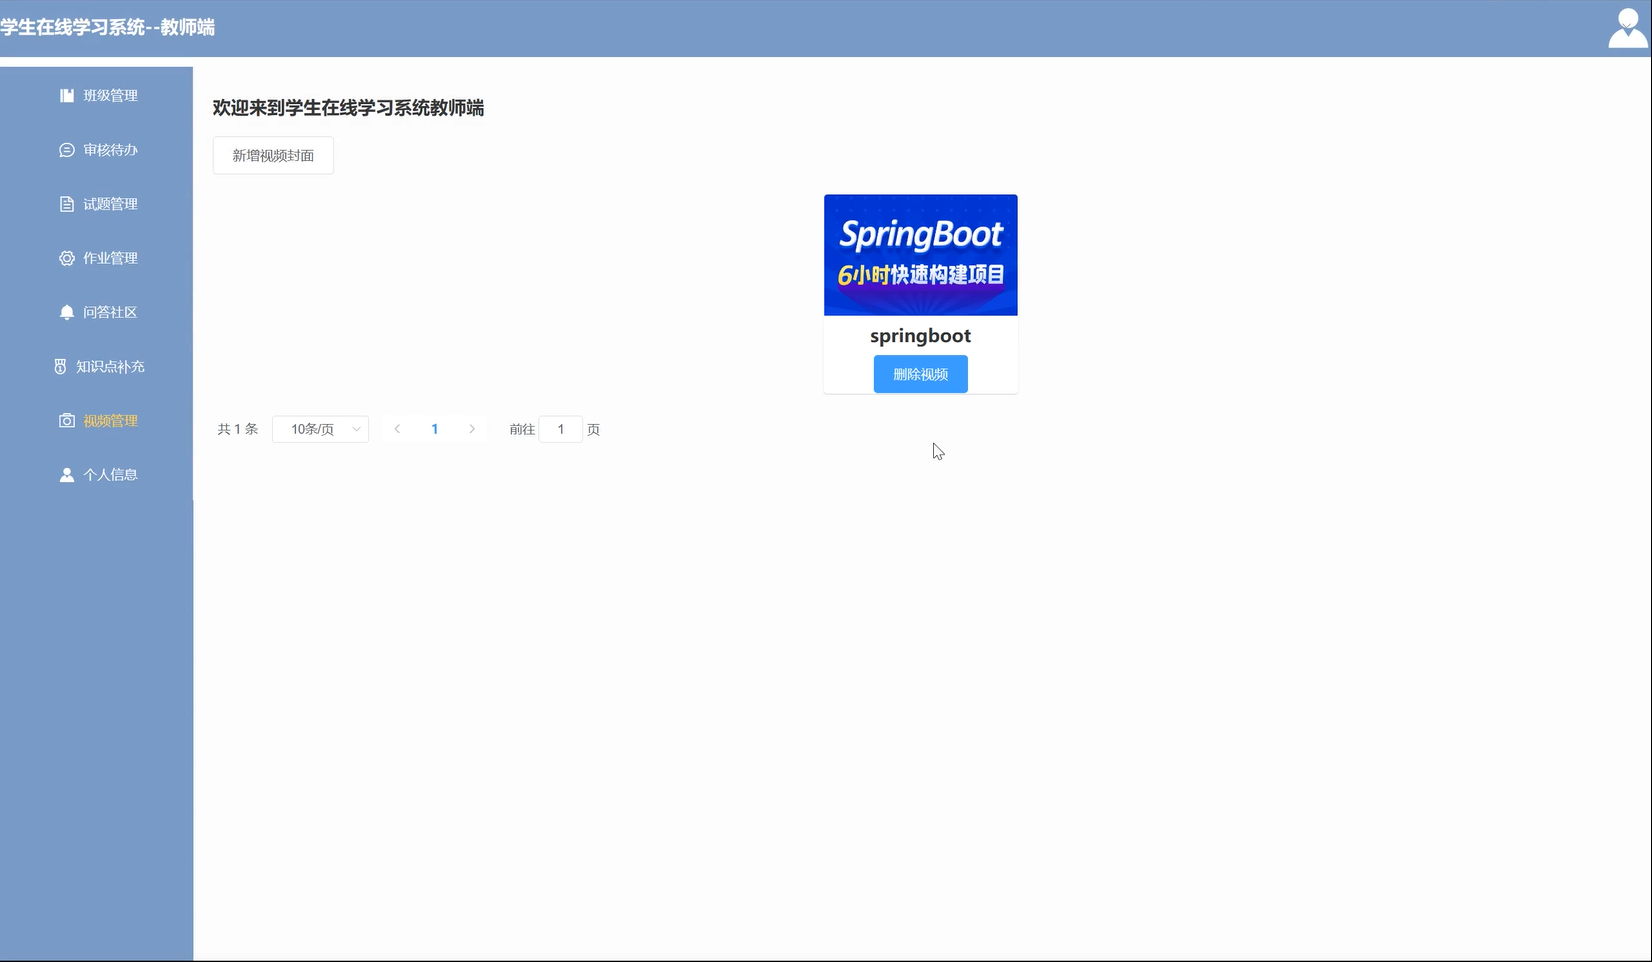 学生在线学习系统--教师端
班级管理
审核待办
试题管理
作业管理
问答社区
知识点补充
视频管理
个人信息
欢迎来到学生在线学习系统教师端
新增视频封面
SpringBoot
6小时快速构建项目
springboot
删除视频
共 1 条 10条/页 1 前往 1 页